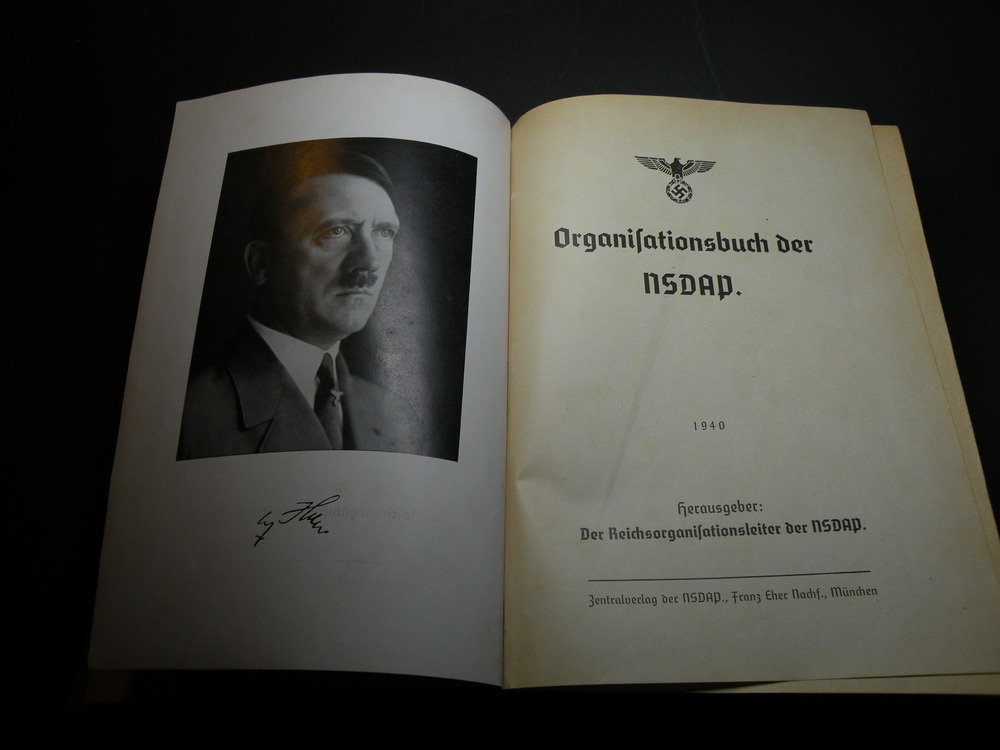 Organiſationsbuch der
NSDAP.
1940
Herausgeber:
Der Reichsorganiſationsleiter der NSDAP.
Zentralverlag der NSDAP., Franz Eher Nachf., München